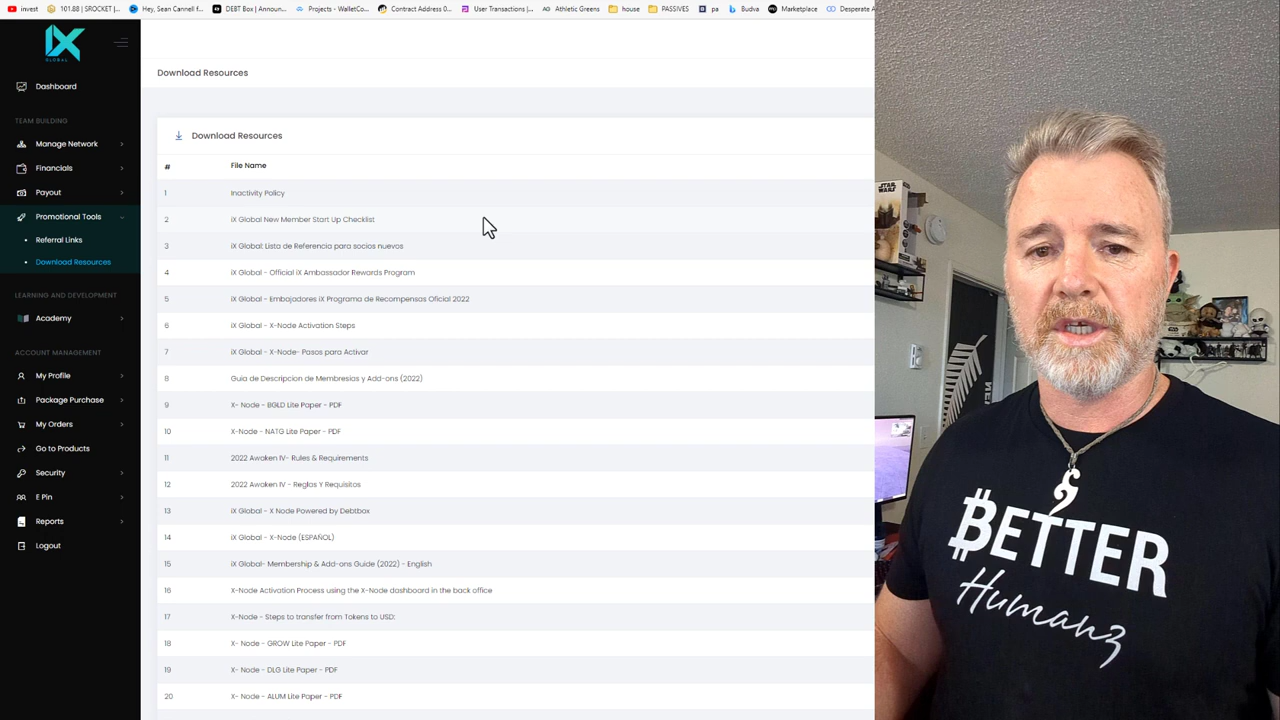 invest
101.88 | SROCKET |...
Hey, Sean Cannell f...
DEBT Box | Announ...
Projects - WalletCo...
Contract Address 0...
User Transactions |...
AG Athletic Greens
house
PASSIVES
pa
Budva
Marketplace
Desperate A
IX
GLOBAL
Dashboard
TEAM BUILDING
Manage Network
Financials
Payout
Promotional Tools
Referral Links
Download Resources
LEARNING AND DEVELOPMENT
Academy
ACCOUNT MANAGEMENT
My Profile
Package Purchase
My Orders
Go to Products
Security
E Pin
Reports
Logout
Download Resources
Download Resources
# File Name
1 Inactivity Policy
2 iX Global New Member Start Up Checklist
3 iX Global: Lista de Referencia para socios nuevos
4 iX Global - Official iX Ambassador Rewards Program
5 iX Global - Embajadores iX Programa de Recompensas Oficial 2022
6 iX Global - X-Node Activation Steps
7 iX Global - X-Node- Pasos para Activar
8 Guia de Descripcion de Membresias y Add-ons (2022)
9 X- Node - BGLD Lite Paper - PDF
10 X-Node - NATG Lite Paper - PDF
11 2022 Awaken IV- Rules & Requirements
12 2022 Awaken IV - Reglas Y Requisitos
13 iX Global - X Node Powered by Debtbox
14 iX Global - X-Node (ESPAÑOL)
15 iX Global- Membership & Add-ons Guide (2022) - English
16 X-Node Activation Process using the X-Node dashboard in the back office
17 X-Node - Steps to transfer from Tokens to USD:
18 X- Node - GROW Lite Paper - PDF
19 X- Node - DLG Lite Paper - PDF
20 X- Node - ALUM Lite Paper - PDF
STAR
WARS
₿ETTER
Humanz